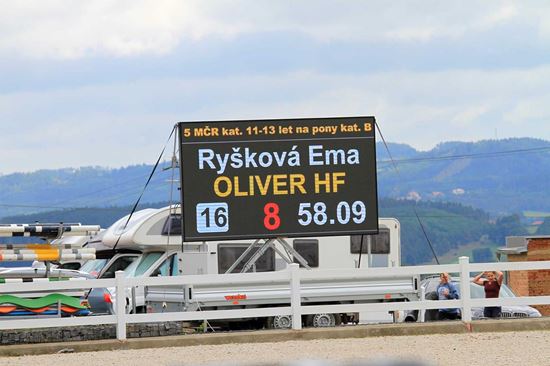 5 MČR kat. 11-13 let na pony kat. B
Ryšková Ema
OLIVER HF
16 8 58.09